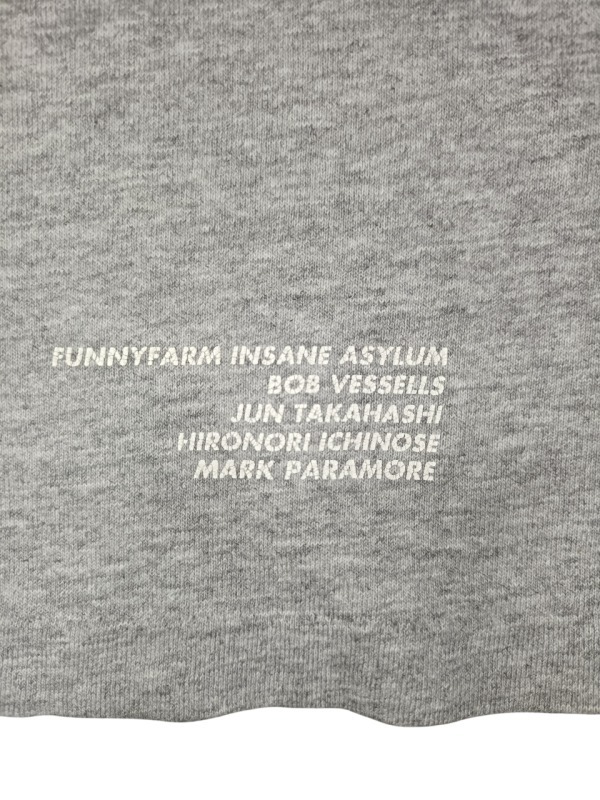 FUNNYFARM INSANE ASYLUM
BOB VESSELLS
JUN TAKAHASHI
HIRONORI ICHINOSE
MARK PARAMORE